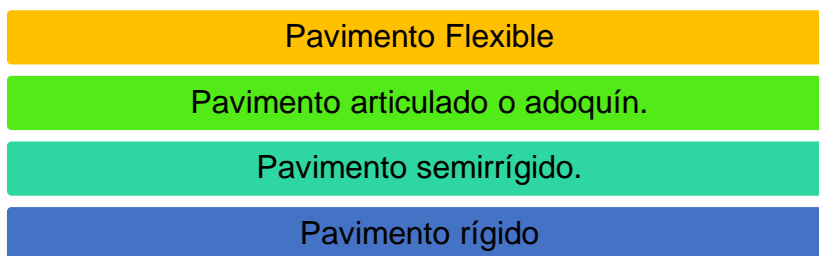 Pavimento Flexible
Pavimento articulado o adoquín.
Pavimento semirrígido.
Pavimento rígido